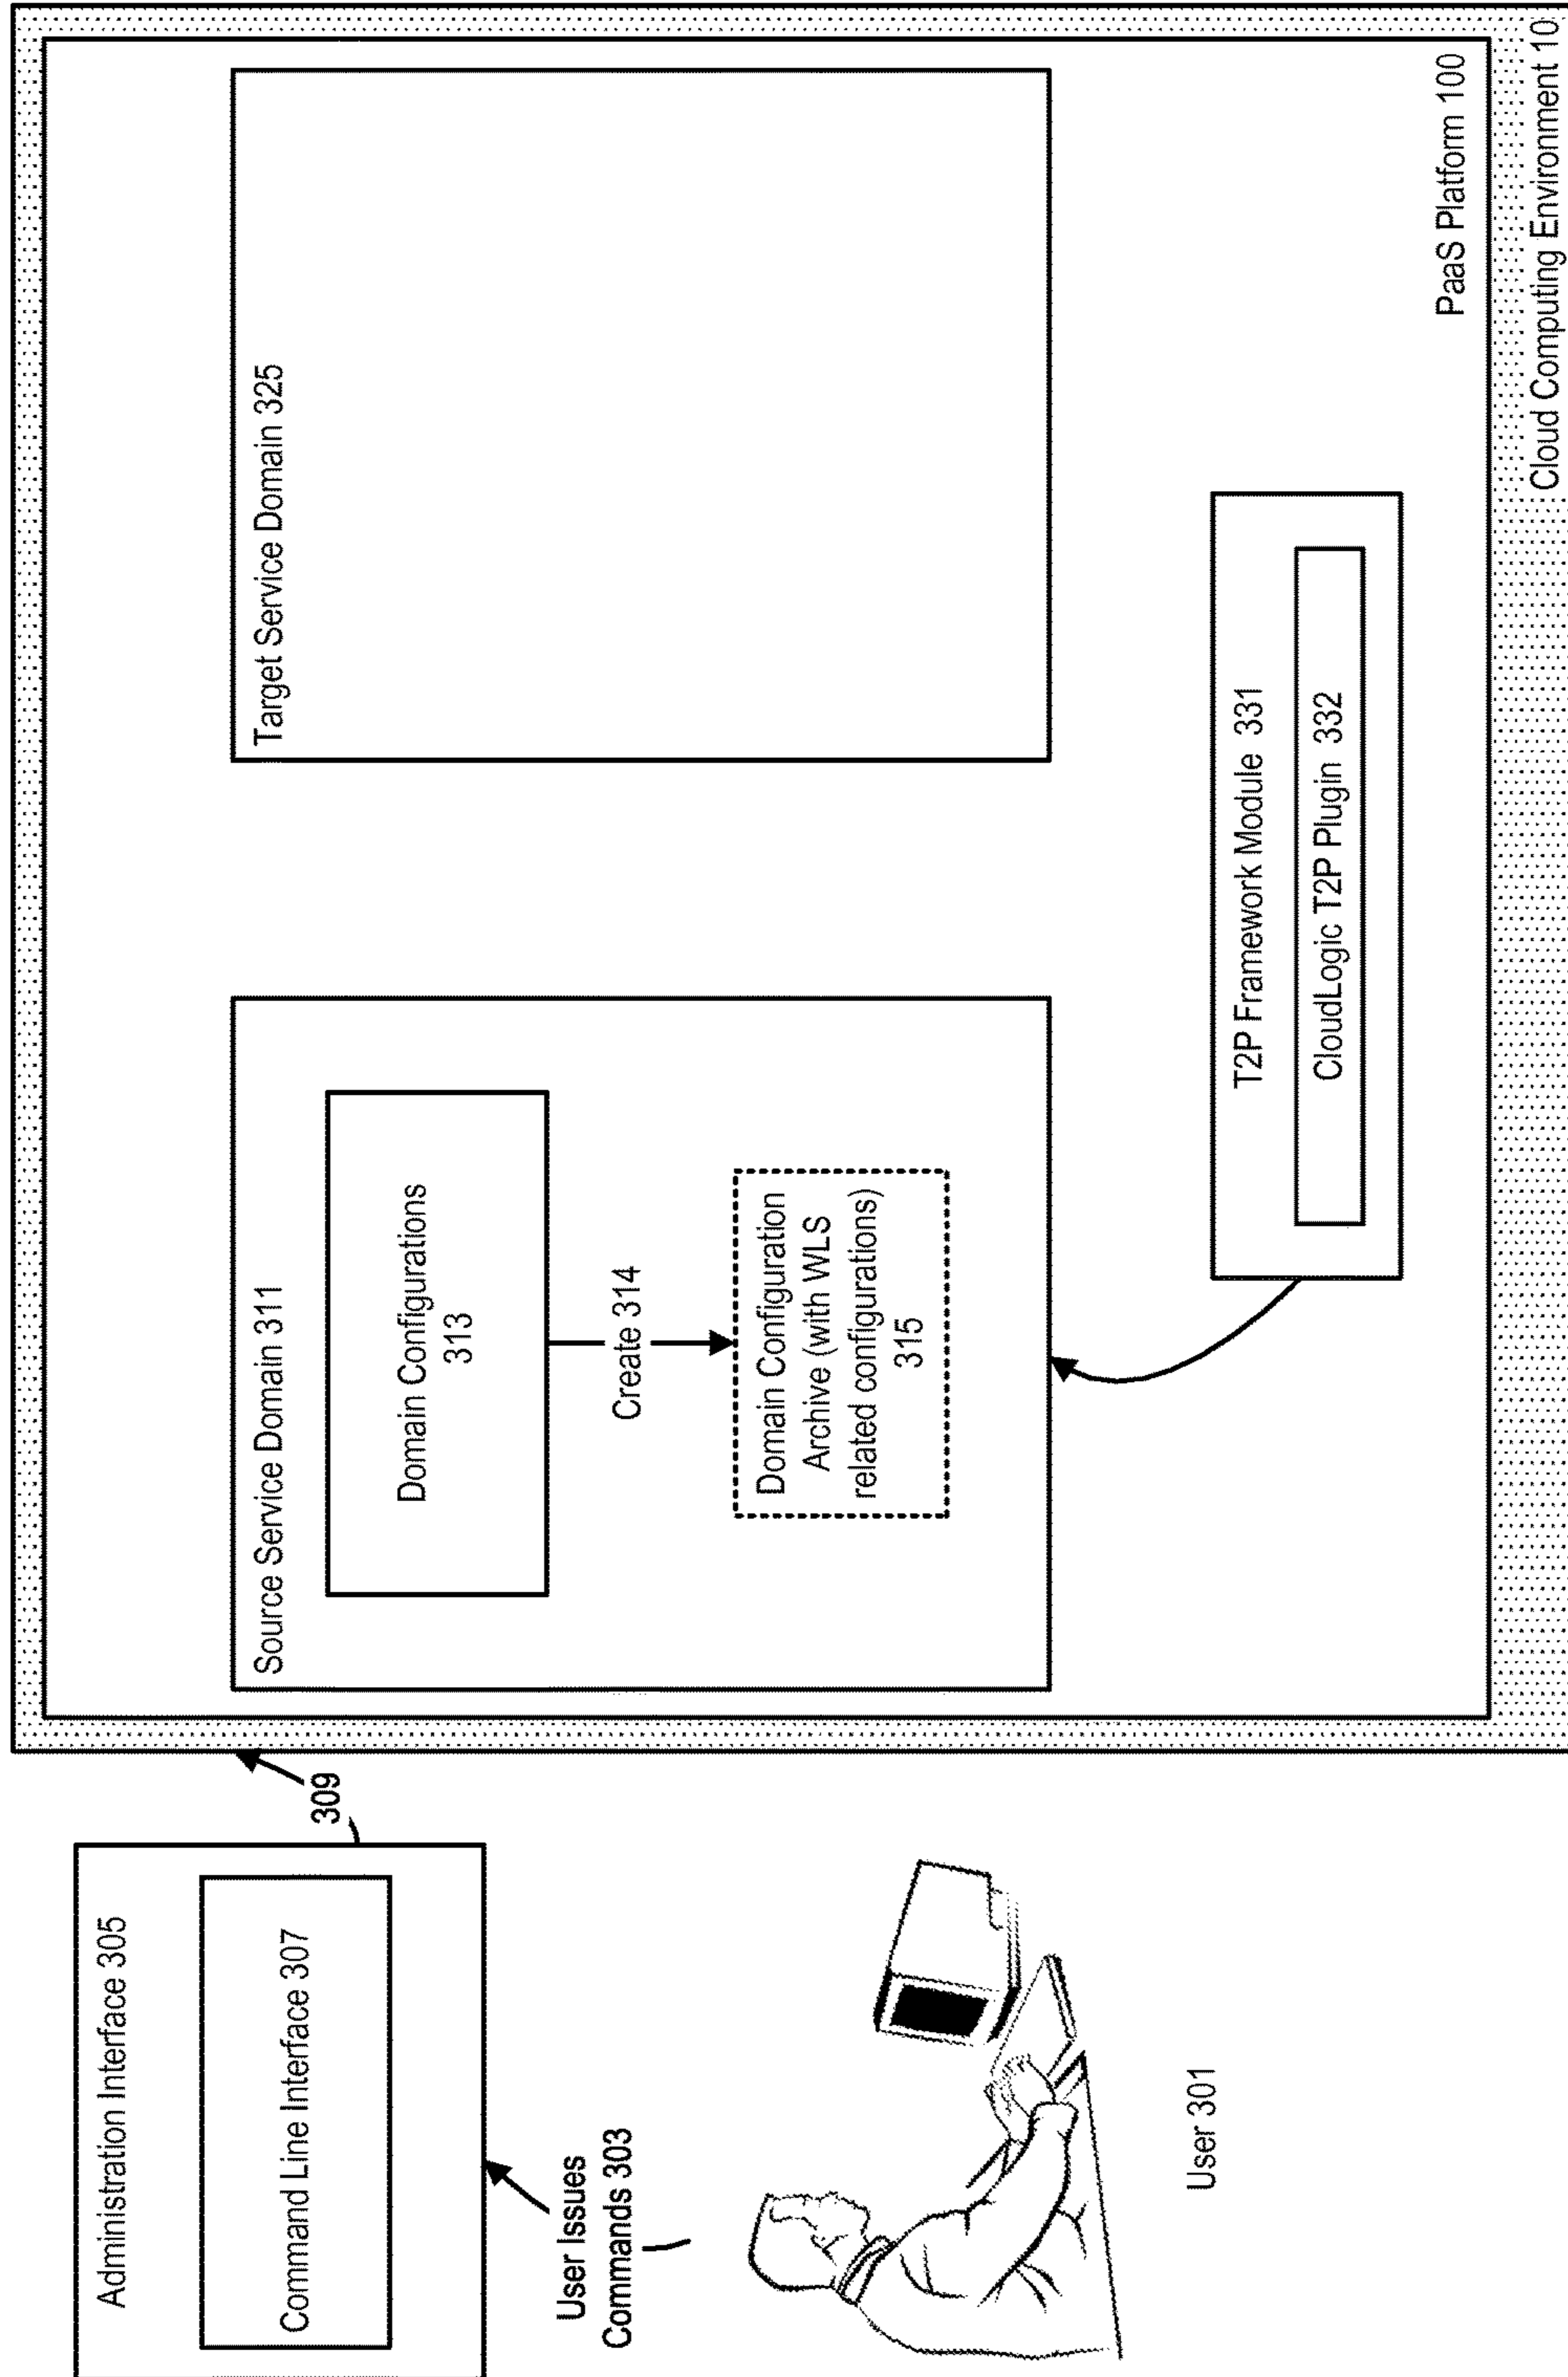 Administration Interface 305
Command Line Interface 307
User Issues
Commands 303
User 301
309
Source Service Domain 311
Domain Configurations
313
Create 314
Domain Configuration
Archive (with WLS
related configurations)
315
Target Service Domain 325
T2P Framework Module 331
CloudLogic T2P Plugin 332
PaaS Platform 100
Cloud Computing Environment 10